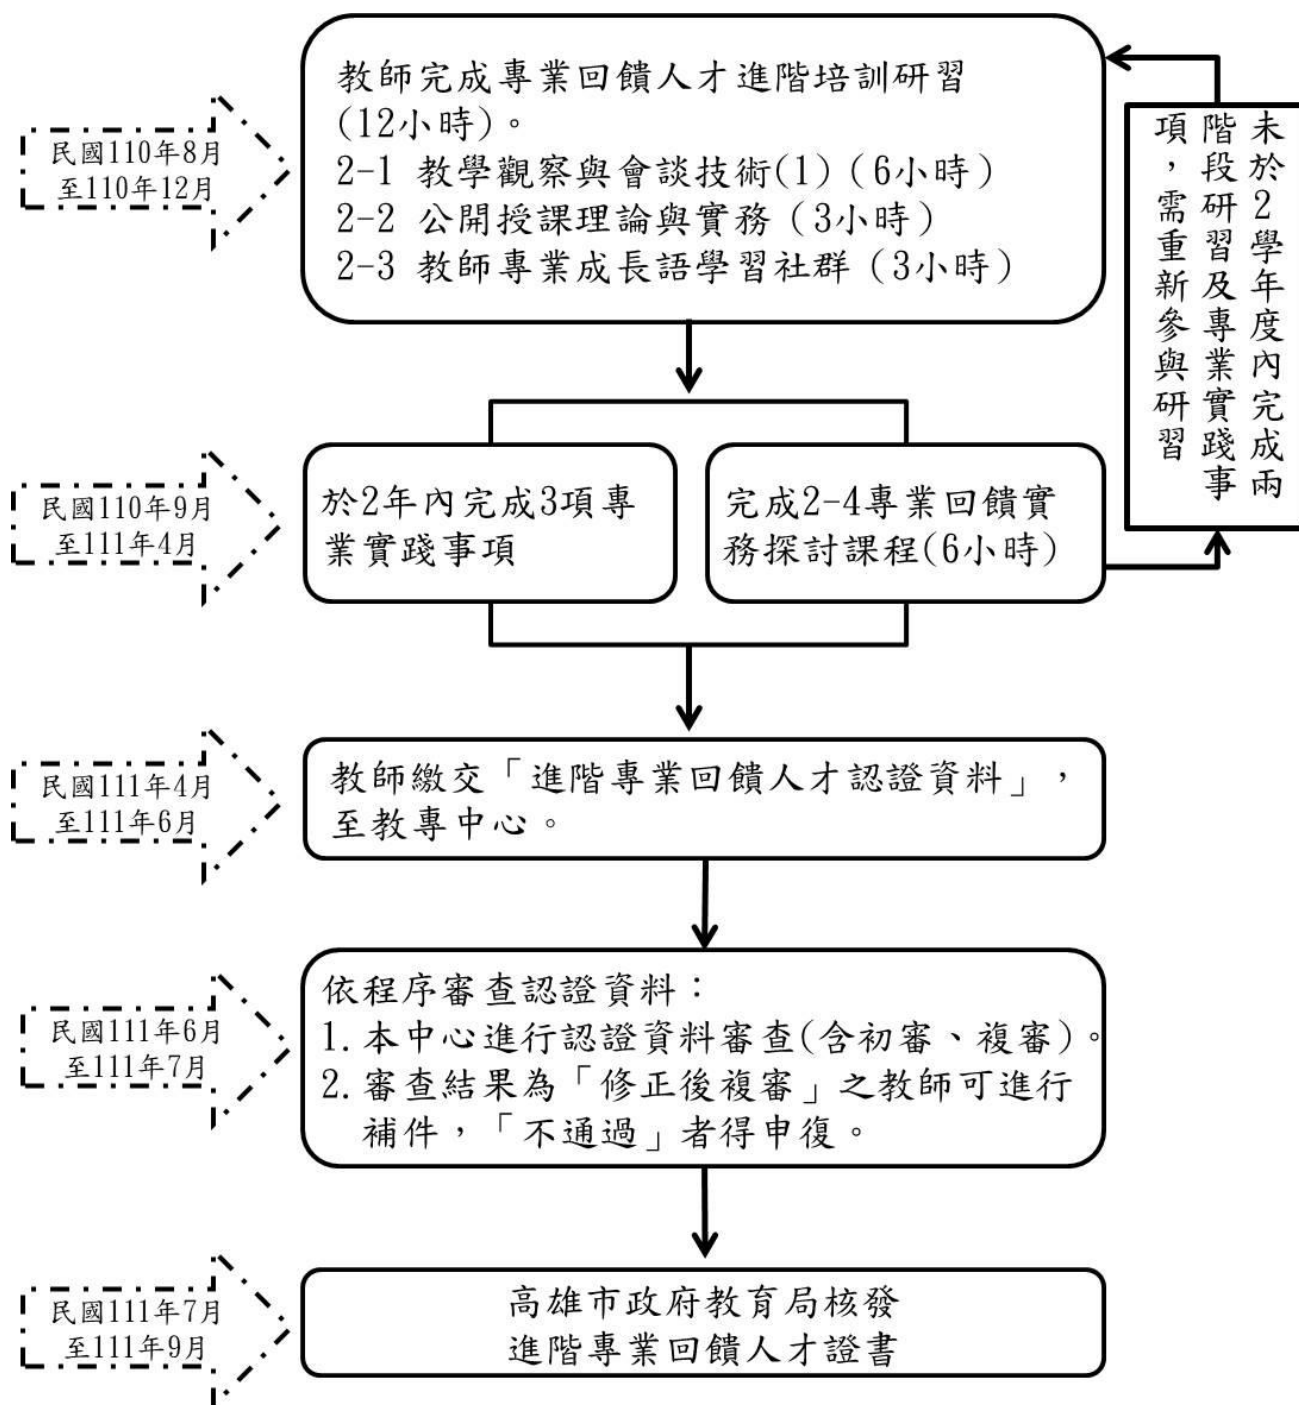 民國110年8月
至110年12月
教師完成專業回饋人才進階培訓研習
(12小時)。
2-1 教學觀察與會談技術(1)（6小時）
2-2 公開授課理論與實務（3小時）
2-3 教師專業成長語學習社群（3小時）
未於2學年度內完成兩
階段研習及專業實踐事
項，需重新參與研習
民國110年9月
至111年4月
於2年內完成3項專
業實踐事項
完成2-4專業回饋實
務探討課程(6小時)
民國111年4月
至111年6月
教師繳交「進階專業回饋人才認證資料」，
至教專中心。
民國111年6月
至111年7月
依程序審查認證資料：
1.本中心進行認證資料審查(含初審、複審)。
2.審查結果為「修正後複審」之教師可進行
補件，「不通過」者得申復。
民國111年7月
至111年9月
高雄市政府教育局核發
進階專業回饋人才證書